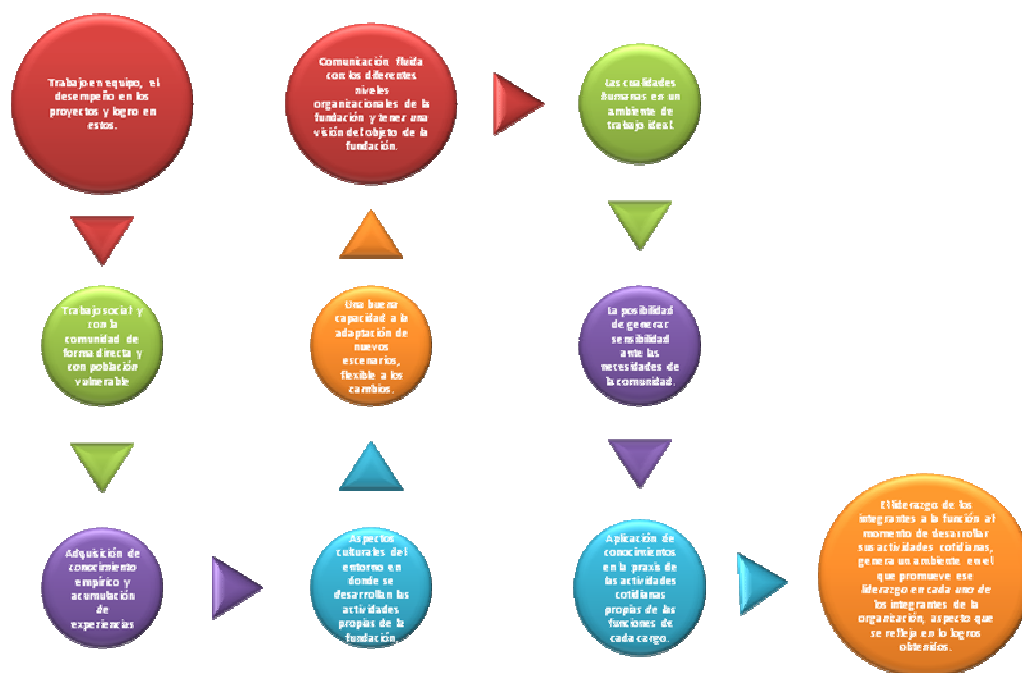 Trabajo en equipo, el
desempeño en los
proyectos y logro en
estos.
Trabajo social y
con la
comunidad de
forma directa y
con población
vulnerable
Adquisición de
conocimiento
empírico y
acumulación
de
experiencias
Aspectos
culturales del
entorno en
donde se
desarrollan las
actividades
propias de la
fundación.
Una buena
capacidad a la
adaptación de
nuevos
escenarios,
flexible a los
cambios.
Comunicación fluida
con los diferentes
niveles
organizacionales de la
fundación y tener una
visión del objeto de la
fundación.
Las cualidades
humanas en un
ambiente de
trabajo ideal
La posibilidad
de generar
sensibilidad
ante las
necesidades de
la comunidad.
Aplicación de
conocimientos
en la praxis de
las actividades
cotidianas
propias de las
funciones de
cada cargo.
El liderazgo de los
integrantes a la función al
momento de desarrollar
sus actividades cotidianas,
genera un ambiente en el
que promueve ese
liderazgo en cada uno de
los integrantes de la
organización, aspecto que
se refleja en lo logros
obtenidos.